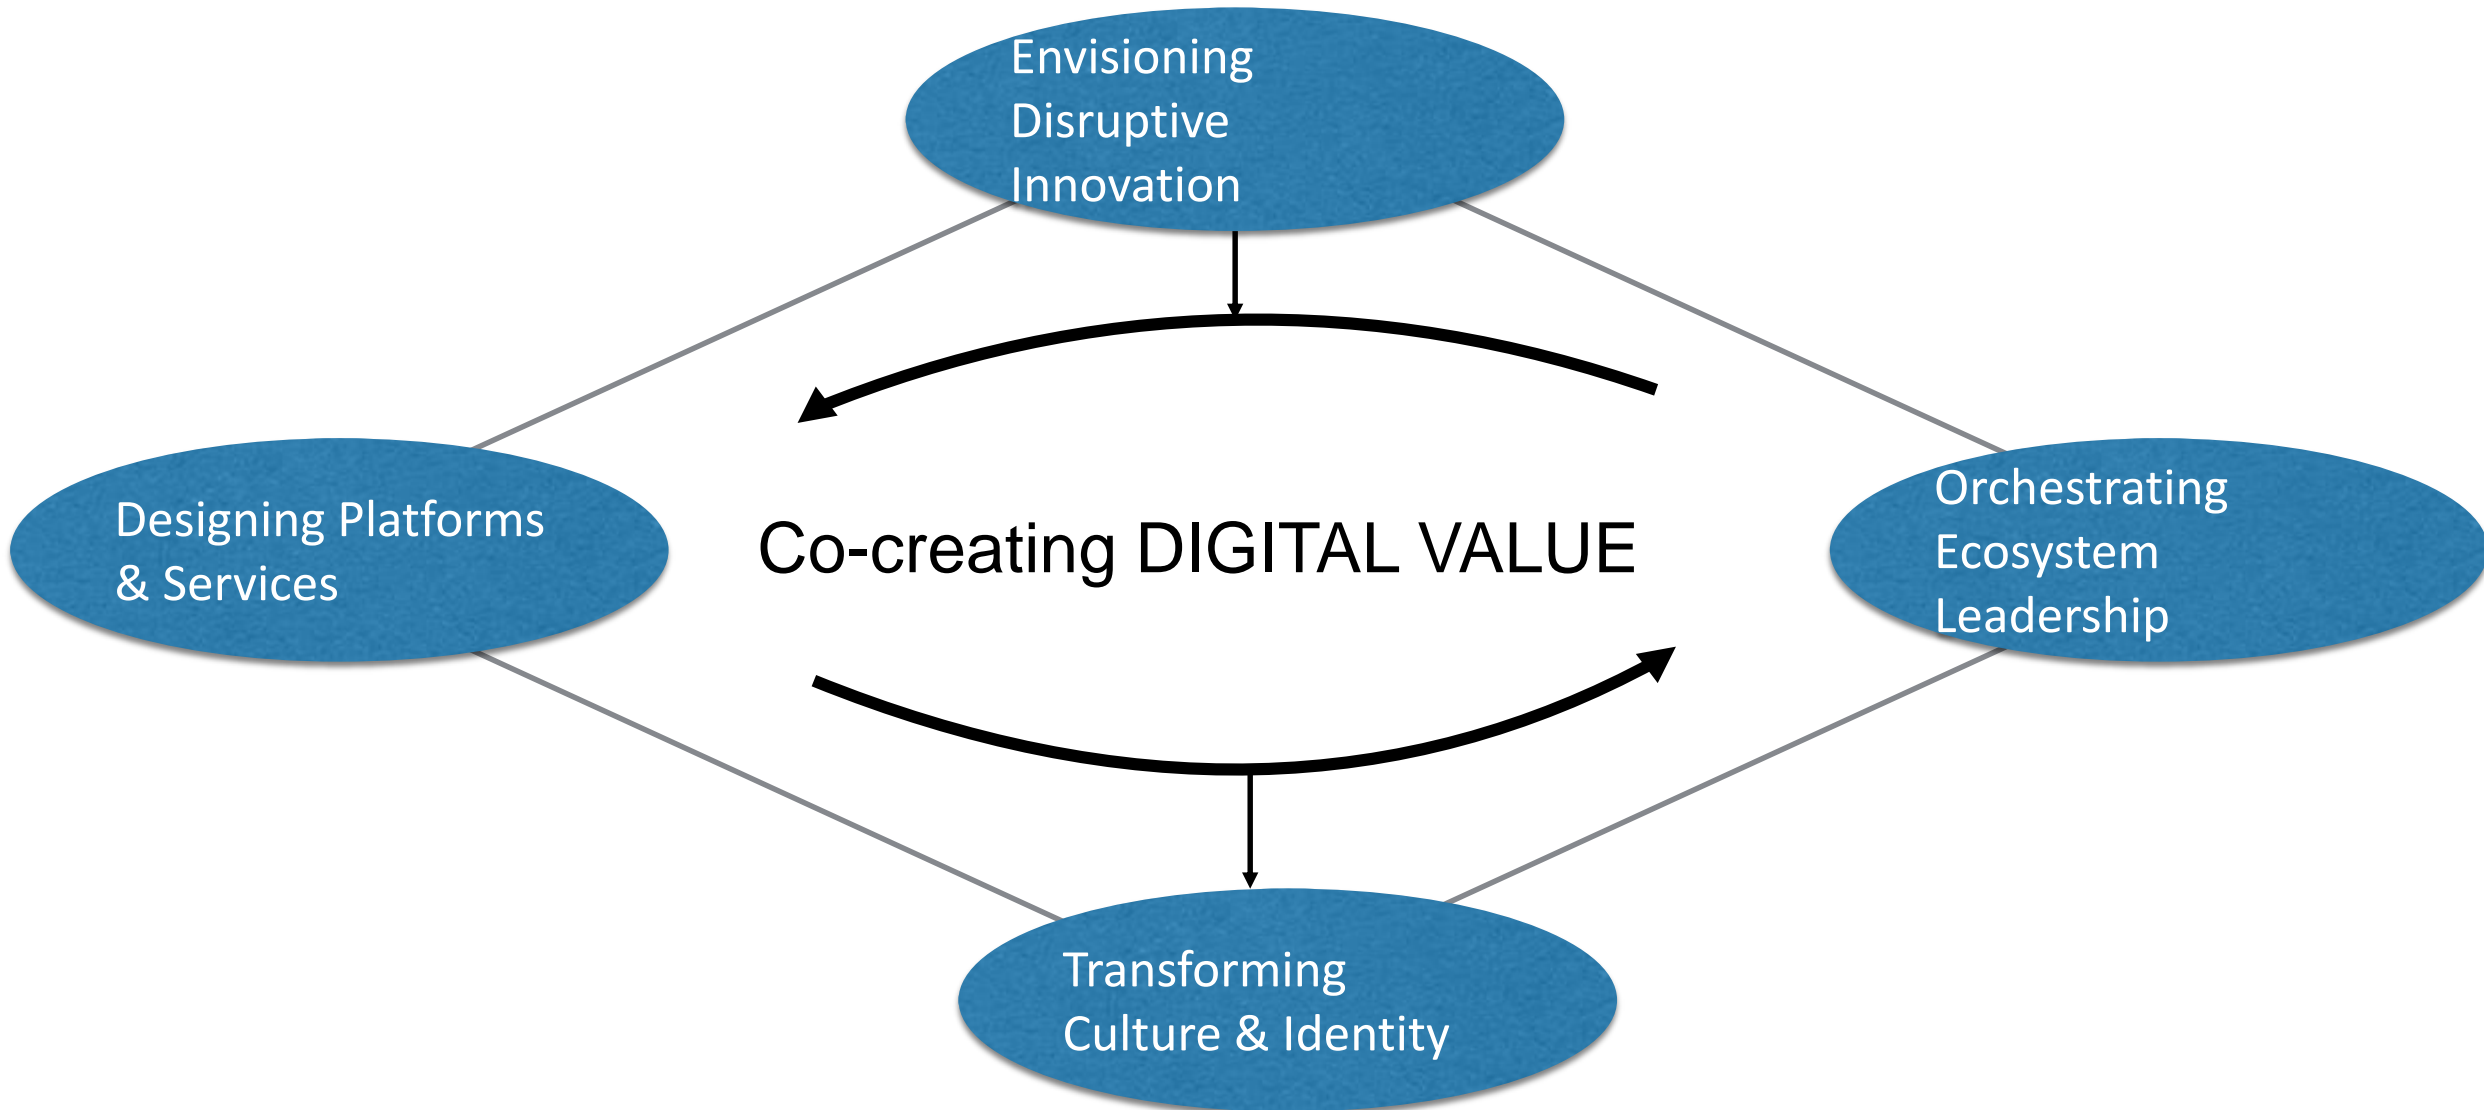 Envisioning
Disruptive
Innovation
Designing Platforms
& Services
Co-creating DIGITAL VALUE
Orchestrating
Ecosystem
Leadership
Transforming
Culture & Identity